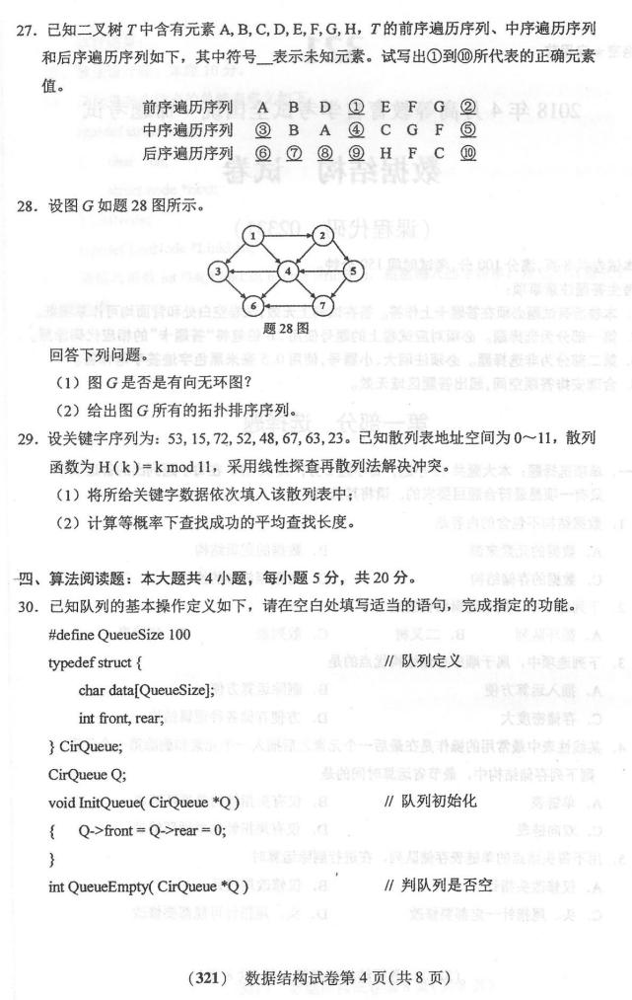 27. 已知二叉树 T 中含有元素 A, B, C, D, E, F, G, H，T 的前序遍历序列、中序遍历序列
和后序遍历序列如下，其中符号__表示未知元素。试写出①到⑩所代表的正确元素
值。
前序遍历序列 A B D ① E F G ②
中序遍历序列 ③ B A ④ C G F ⑤
后序遍历序列 ⑥ ⑦ ⑧ ⑨ H F C ⑩
28. 设图 G 如题 28 图所示。
1 2
3 4 5
6 7
题 28 图
回答下列问题。
（1）图 G 是否是有向无环图？
（2）给出图 G 所有的拓扑排序序列。
29. 设关键字序列为：53, 15, 72, 52, 48, 67, 63, 23。已知散列表地址空间为 0～11，散列
函数为 H ( k ) = k mod 11，采用线性探查再散列法解决冲突。
（1）将所给关键字数据依次填入该散列表中；
（2）计算等概率下查找成功的平均查找长度。
四、算法阅读题：本大题共 4 小题，每小题 5 分，共 20 分。
30. 已知队列的基本操作定义如下，请在空白处填写适当的语句，完成指定的功能。
#define QueueSize 100
typedef struct { // 队列定义
char data[QueueSize];
int front, rear;
} CirQueue;
CirQueue Q;
void InitQueue( CirQueue *Q ) // 队列初始化
{ Q->front = Q->rear = 0;
}
int QueueEmpty( CirQueue *Q ) // 判队列是否空
（321） 数据结构试卷第 4 页（共 8 页）